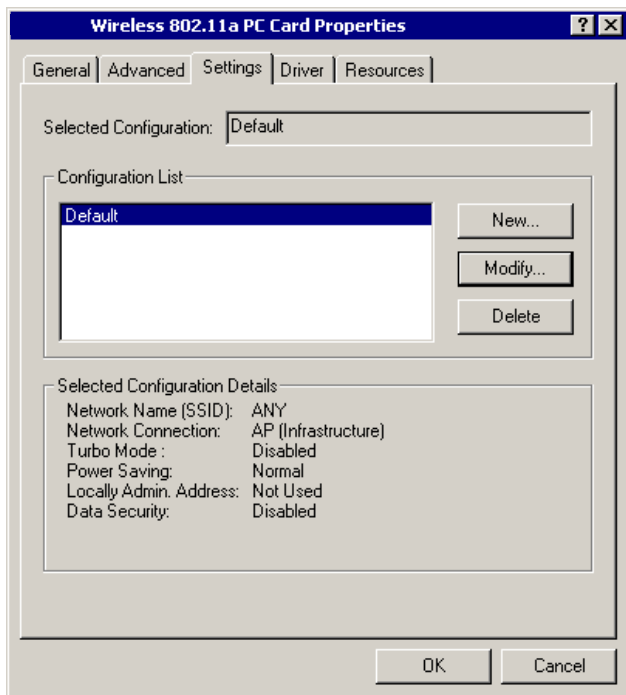 Wireless 802.11a PC Card Properties
General Advanced Settings Driver Resources
Selected Configuration: Default
Configuration List
Default
New...
Modify...
Delete
Selected Configuration Details
Network Name (SSID): ANY
Network Connection: AP (Infrastructure)
Turbo Mode : Disabled
Power Saving: Normal
Locally Admin. Address: Not Used
Data Security: Disabled
OK Cancel